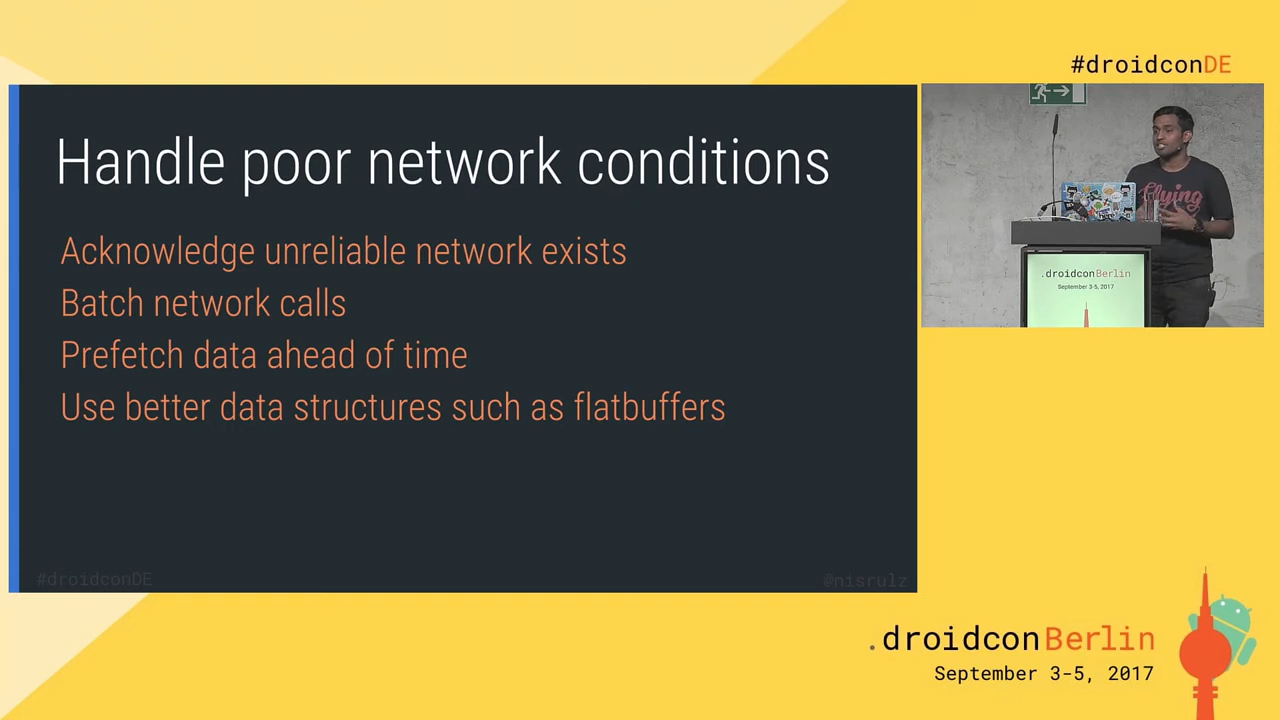 #droidconDE
Handle poor network conditions
Acknowledge unreliable network exists
Batch network calls
Prefetch data ahead of time
Use better data structures such as flatbuffers
#droidconDE
@nisrulz
Flying
.droidconBerlin
September 3-5, 2017
.droidconBerlin
September 3-5, 2017